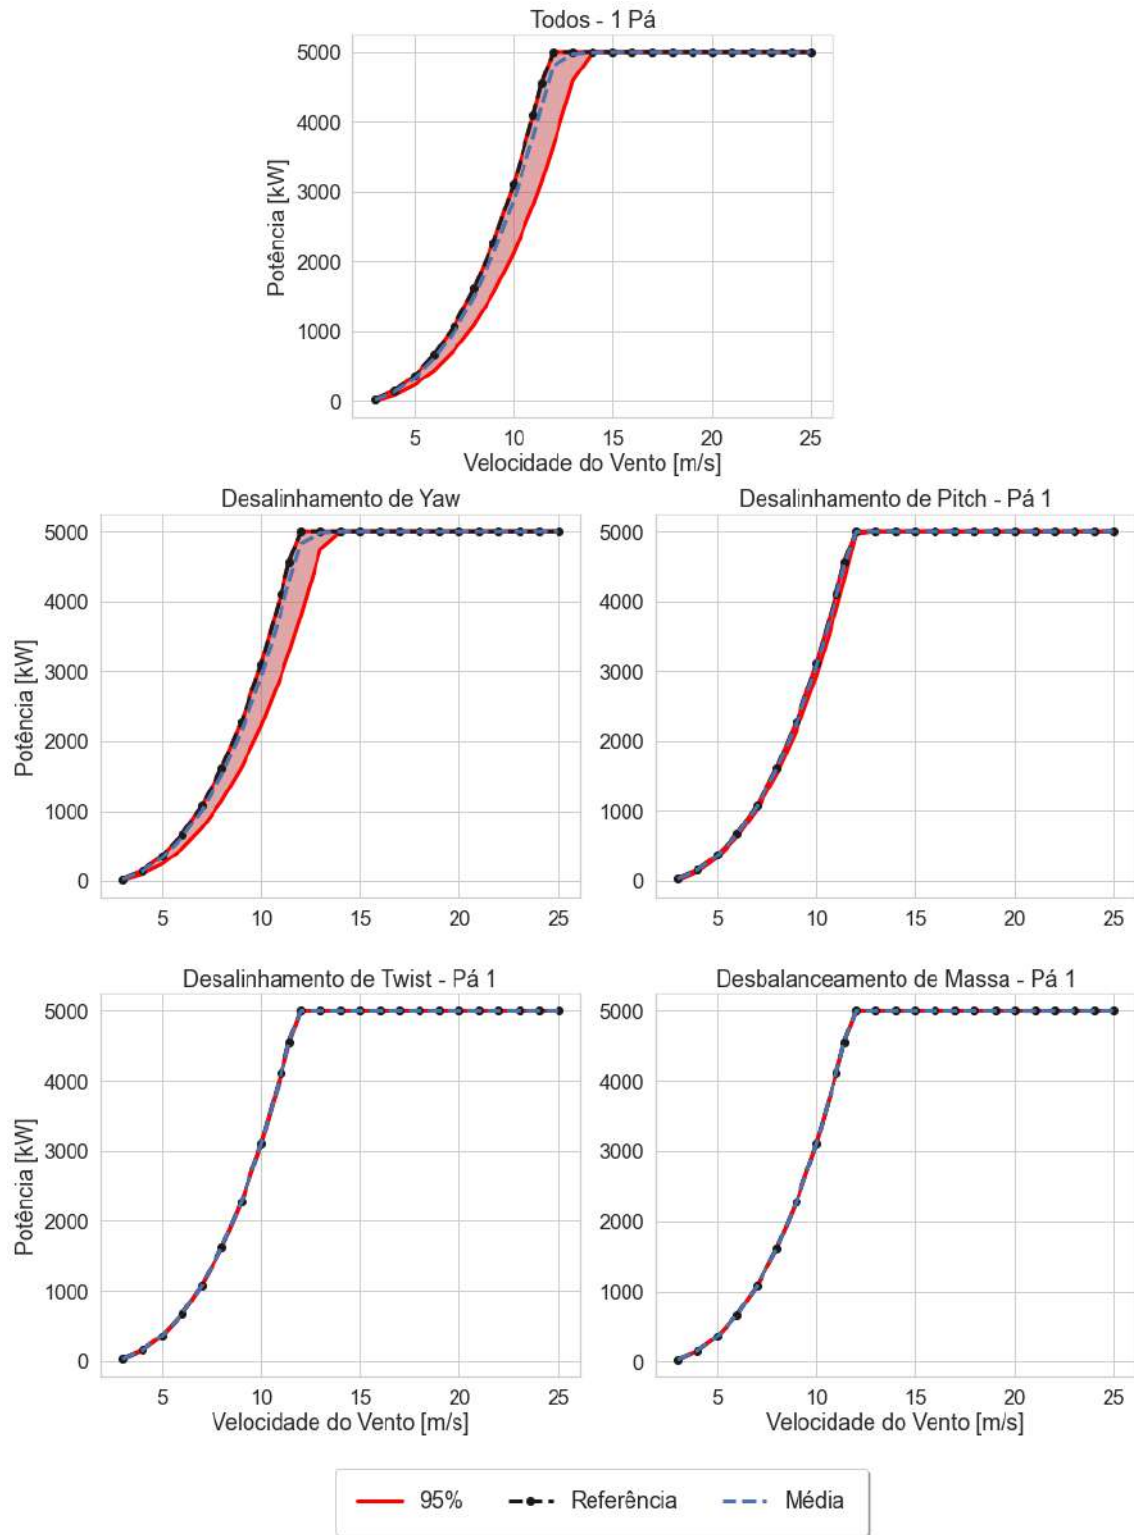 Todos - 1 Pá
5000
4000
3000
2000
1000
0
Potência [kW]
5 10 15 20 25
Velocidade do Vento [m/s]
Desalinhamento de Yaw
5000
4000
3000
2000
1000
0
Potência [kW]
5 10 15 20 25
Desalinhamento de Pitch - Pá 1
5000
4000
3000
2000
1000
0
5 10 15 20 25
Desalinhamento de Twist - Pá 1
5000
4000
3000
2000
1000
0
Potência [kW]
5 10 15 20 25
Velocidade do Vento [m/s]
Desbalanceamento de Massa - Pá 1
5000
4000
3000
2000
1000
0
5 10 15 20 25
Velocidade do Vento [m/s]
95% Referência Média